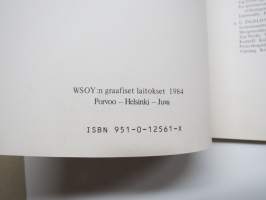 WSOY:n graafiset laitokset 1984
Porvoo – Helsinki – Juva
ISBN 951-0-12561-X